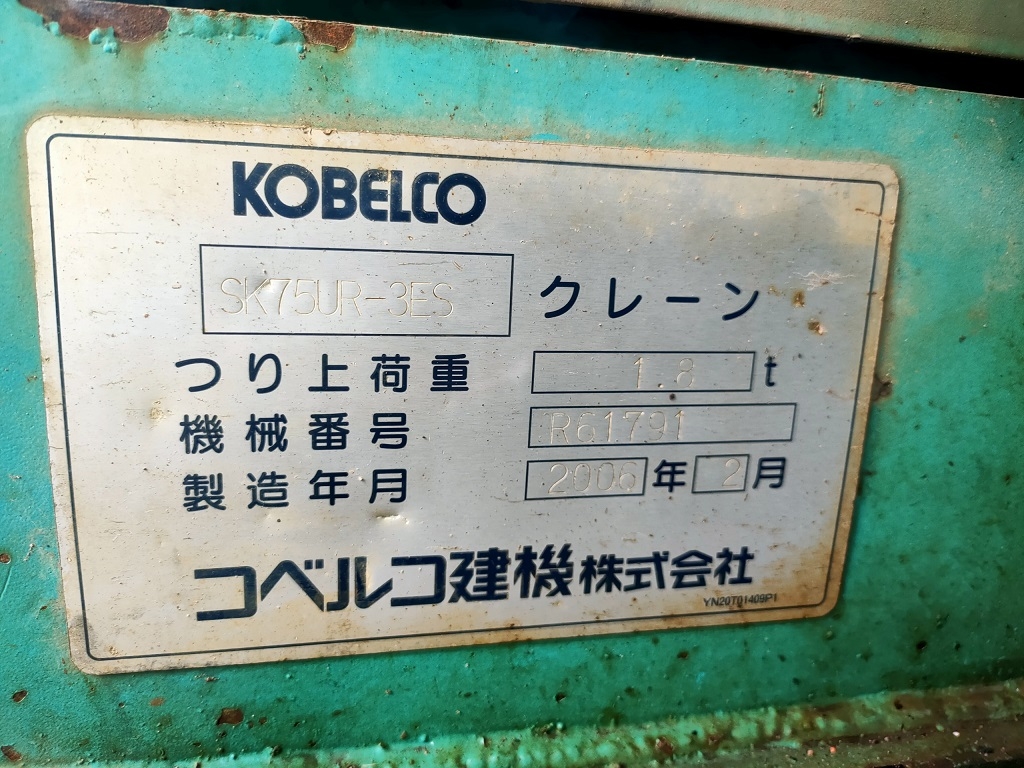 KOBELCO
SK75UR-3ES クレーン
つり上荷重 1.8 t
機械番号 R61791
製造年月 2006 年 2 月
コベルコ建機株式会社
YN20T01409P1